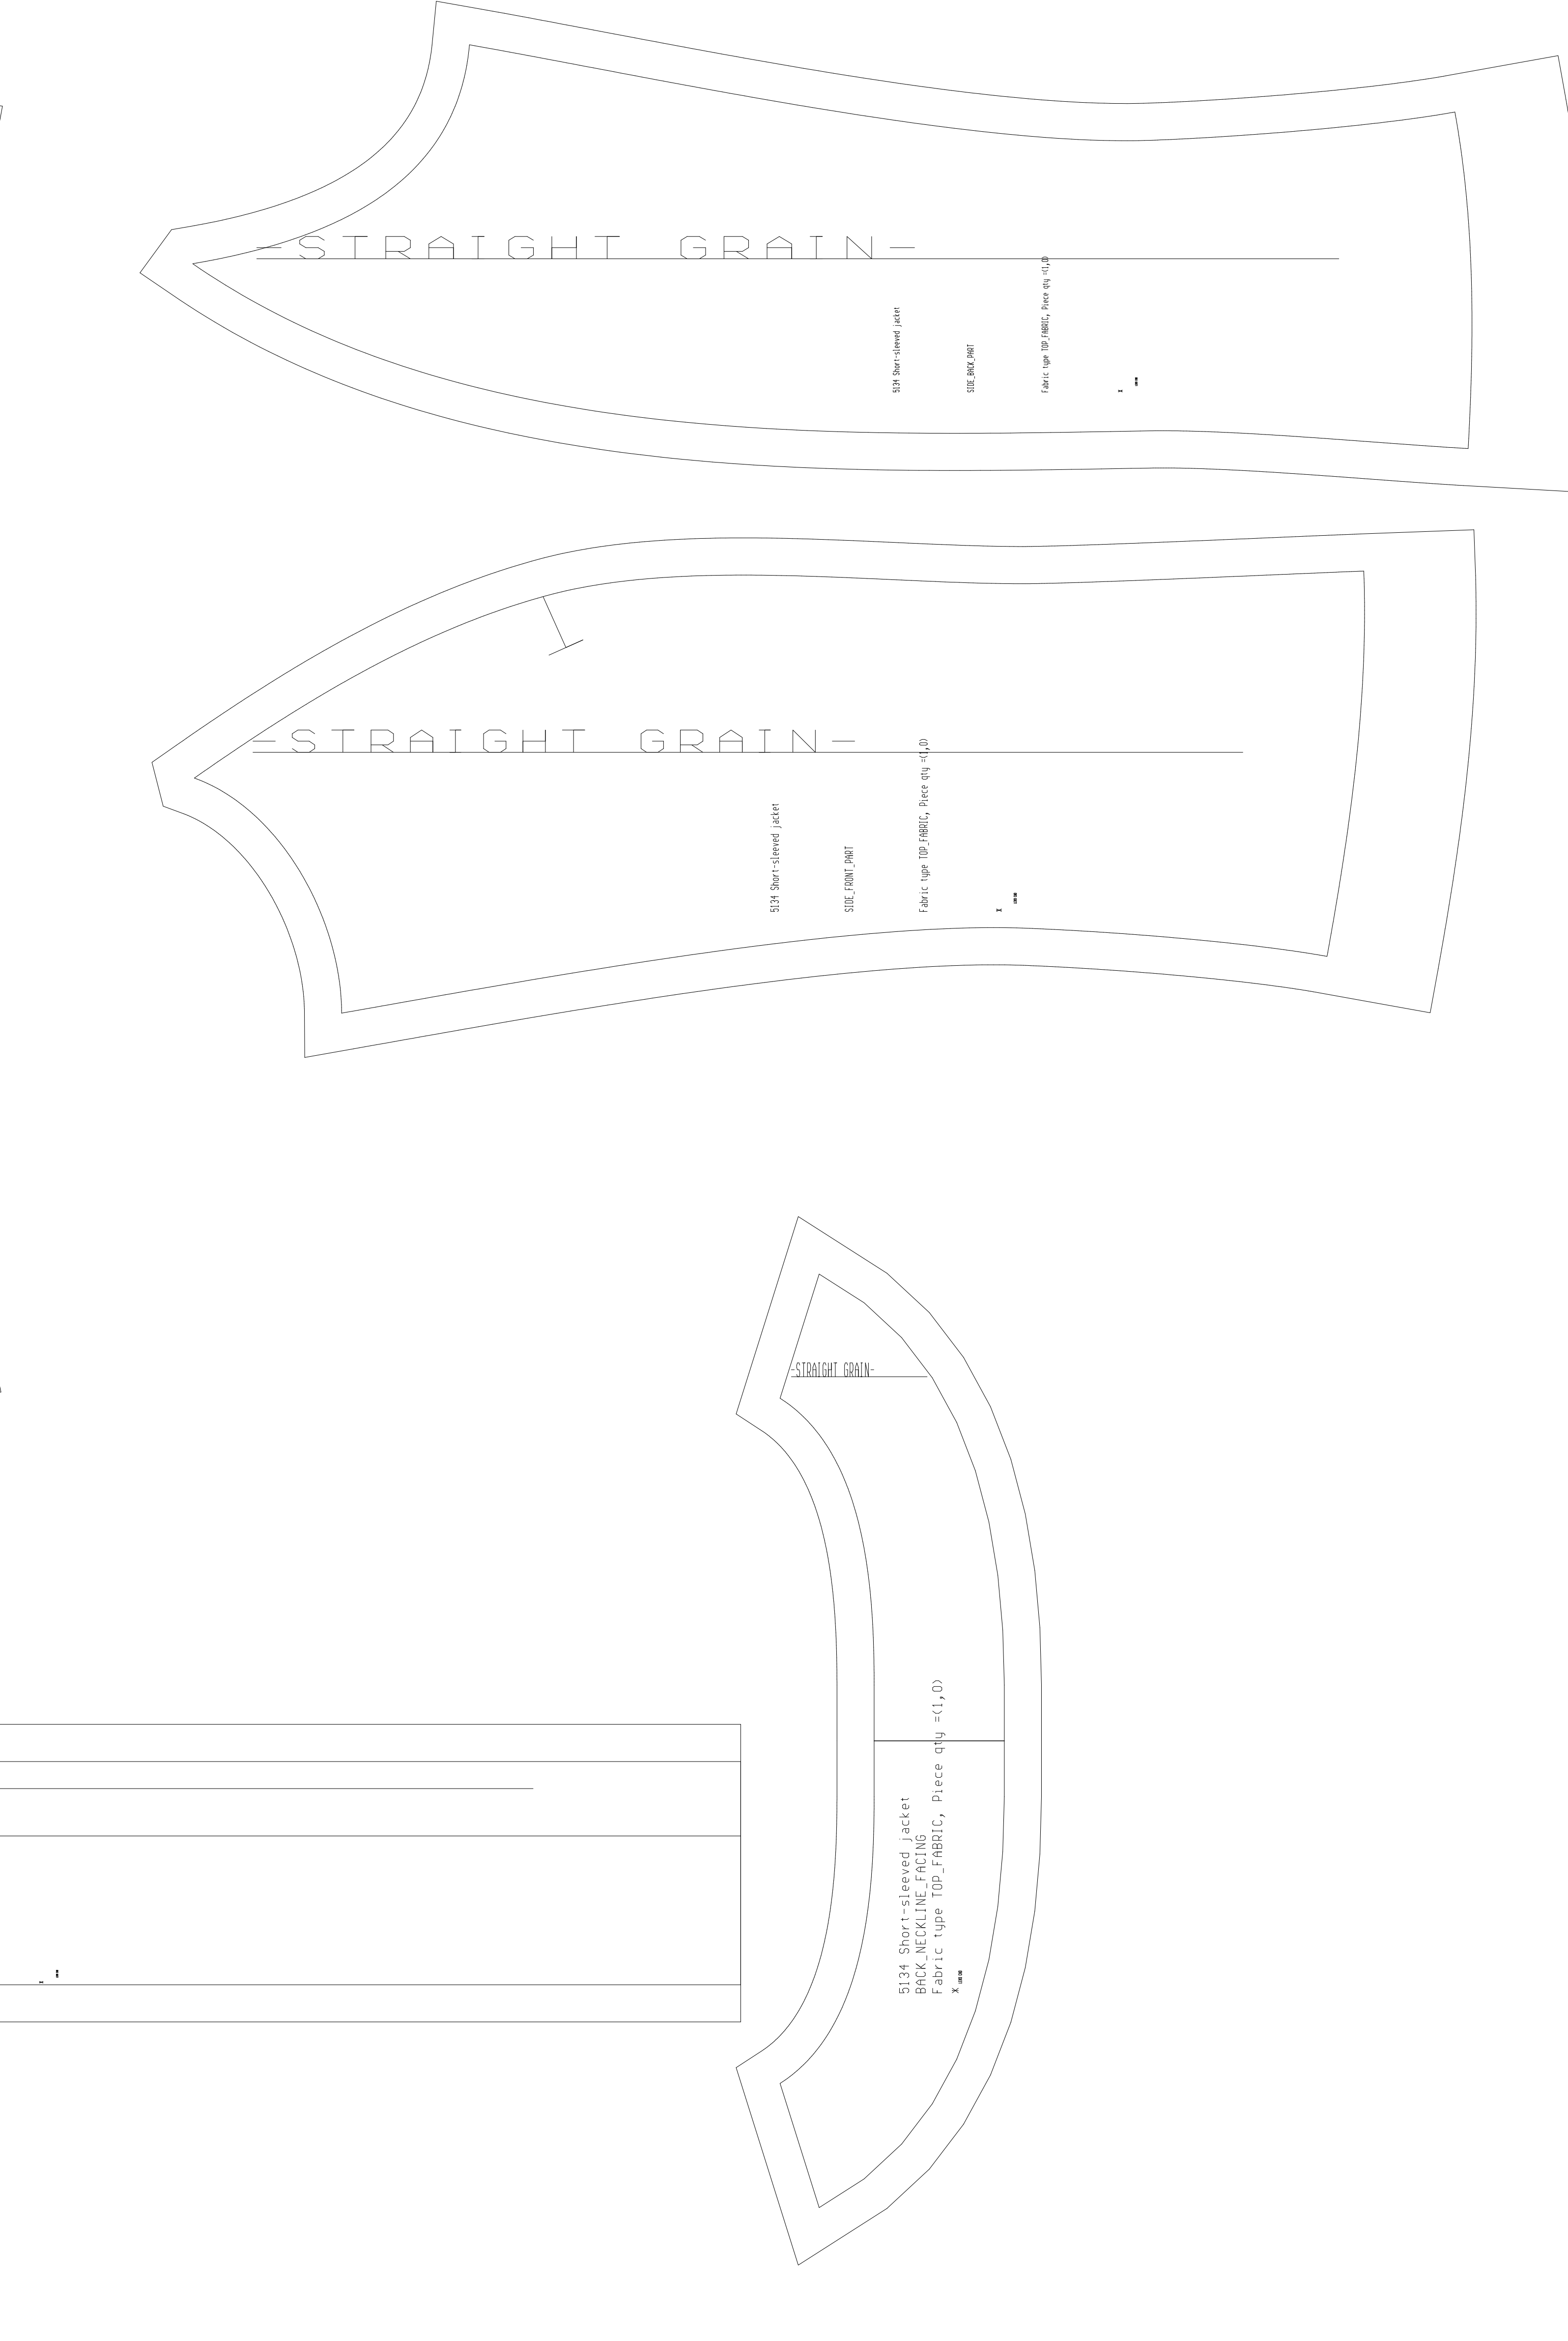 -STRAIGHT GRAIN-
5134 Short-sleeved jacket
SIDE_BACK_PART
Fabric type TOP_FABRIC, Piece qty =(1,0)
-STRAIGHT GRAIN-
5134 Short-sleeved jacket
SIDE_FRONT_PART
Fabric type TOP_FABRIC, Piece qty =(1,0)
-STRAIGHT GRAIN-
5134 Short-sleeved jacket
BACK_NECKLINE_FACING
Fabric type TOP_FABRIC, Piece qty =(1,0)
X